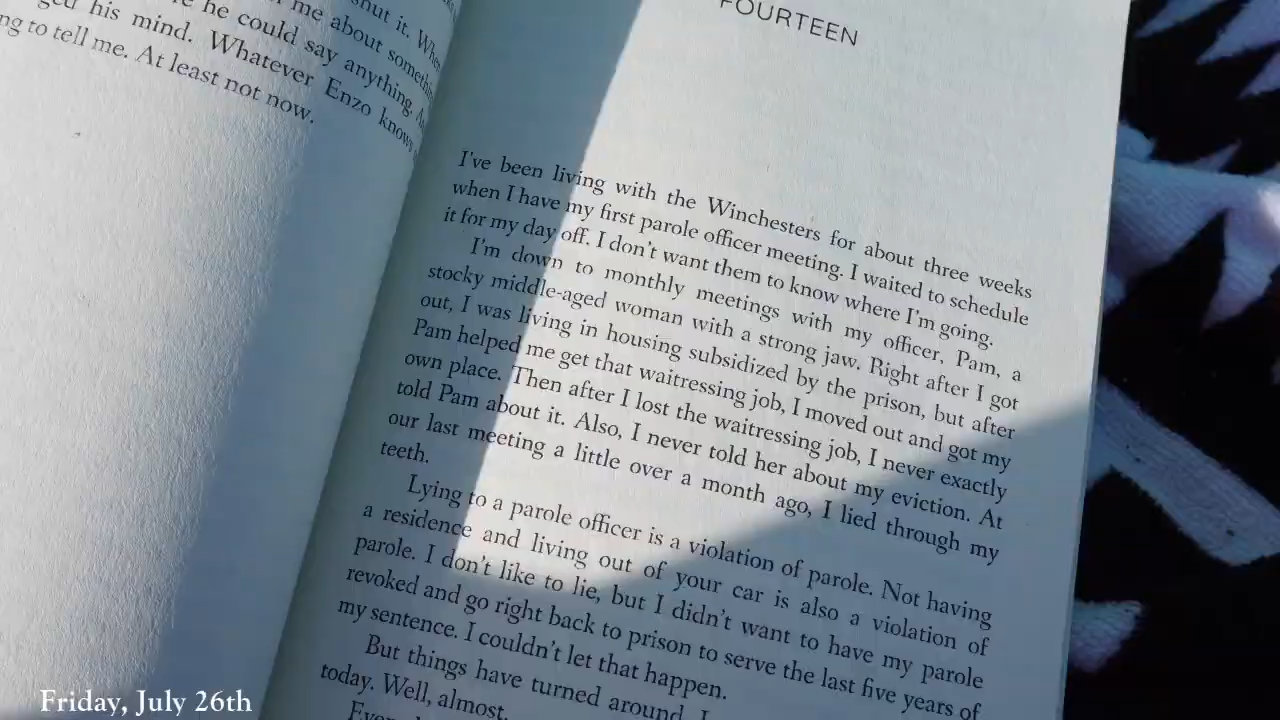 shut it. Whe
me about somethi
e he could say anything.
ged his mind. Whatever Enzo knows
ng to tell me. At least not now.
FOURTEEN
I've been living with the Winchesters for about three weeks
when I have my first parole officer meeting. I waited to schedule
it for my day off. I don't want them to know where I'm going.
I'm down to monthly meetings with my officer, Pam, a
stocky middle-aged woman with a strong jaw. Right after I got
out, I was living in housing subsidized by the prison, but after
Pam helped me get that waitressing job, I moved out and got my
own place. Then after I lost the waitressing job, I never exactly
told Pam about it. Also, I never told her about my eviction. At
our last meeting a little over a month ago, I lied through my
teeth.
Lying to a parole officer is a violation of parole. Not having
a residence and living out of your car is also a violation of
parole. I don't like to lie, but I didn't want to have my parole
revoked and go right back to prison to serve the last five years of
my sentence. I couldn't let that happen.
But things have turned around. I
today. Well, almost.
Friday, July 26th